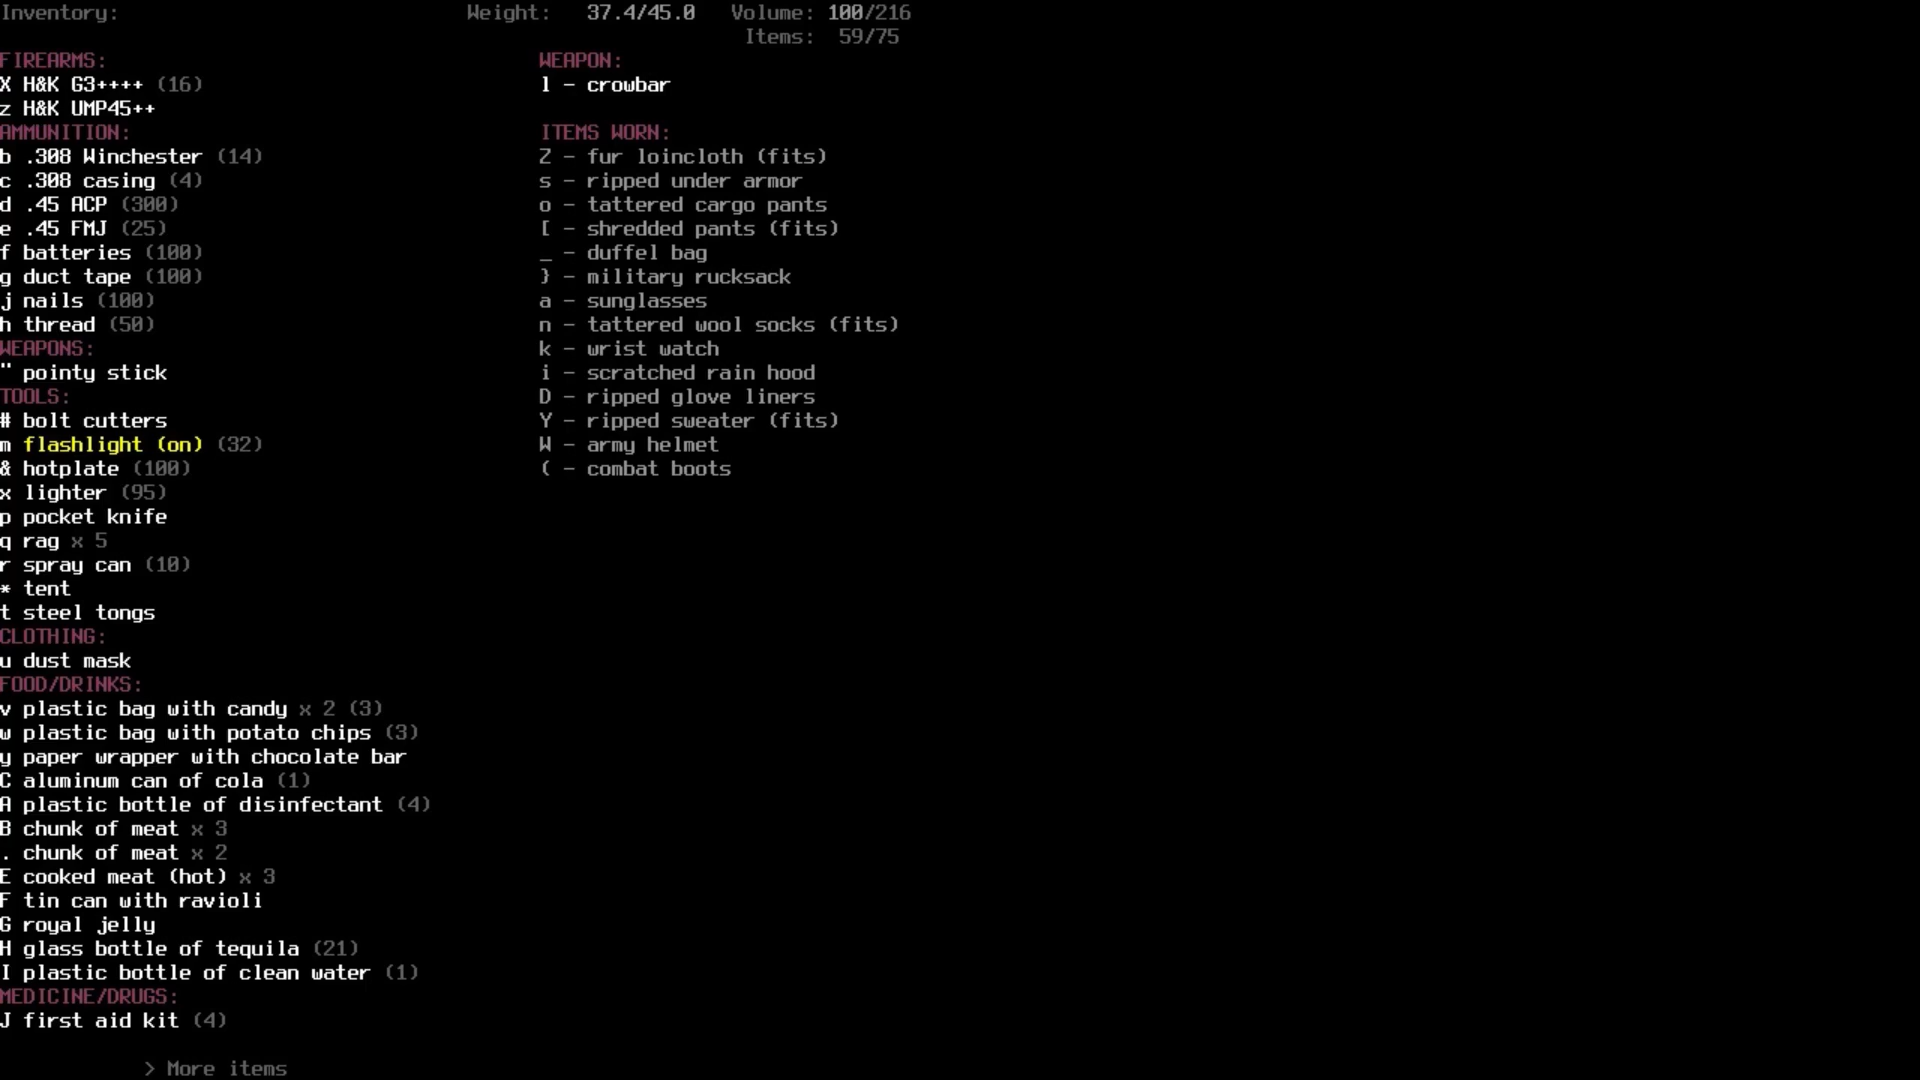 Inventory: Weight: 37.4/45.0 Volume: 100/216
Items: 59/75
FIREARMS:
X H&K G3++++ (16)
z H&K UMP45++
AMMUNITION:
b .308 Winchester (14)
c .308 casing (4)
d .45 ACP (300)
e .45 FMJ (25)
f batteries (100)
g duct tape (100)
j nails (100)
h thread (50)
WEAPONS:
" pointy stick
TOOLS:
# bolt cutters
m flashlight (on) (32)
& hotplate (100)
x lighter (95)
p pocket knife
q rag x 5
r spray can (10)
* tent
t steel tongs
CLOTHING:
u dust mask
FOOD/DRINKS:
v plastic bag with candy x 2 (3)
w plastic bag with potato chips (3)
y paper wrapper with chocolate bar
C aluminum can of cola (1)
A plastic bottle of disinfectant (4)
B chunk of meat x 3
. chunk of meat x 2
E cooked meat (hot) x 3
F tin can with ravioli
G royal jelly
H glass bottle of tequila (21)
I plastic bottle of clean water (1)
MEDICINE/DRUGS:
J first aid kit (4)
> More items
WEAPON:
l - crowbar
ITEMS WORN:
Z - fur loincloth (fits)
s - ripped under armor
o - tattered cargo pants
[ - shredded pants (fits)
_ - duffel bag
} - military rucksack
a - sunglasses
n - tattered wool socks (fits)
k - wrist watch
i - scratched rain hood
D - ripped glove liners
Y - ripped sweater (fits)
W - army helmet
( - combat boots